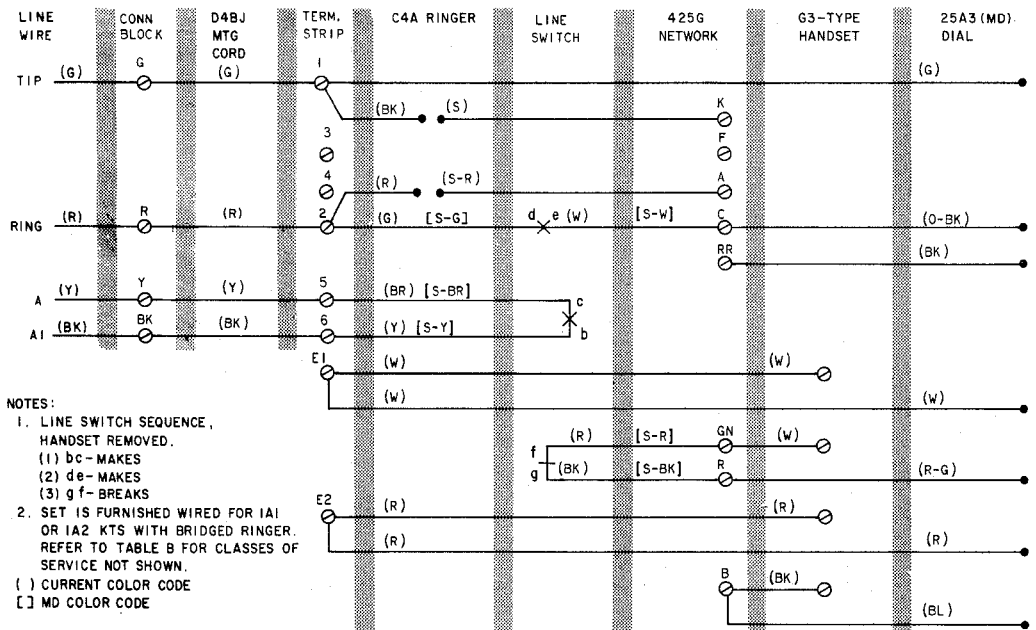 LINE WIRE
CONN BLOCK
D4BJ MTG CORD
TERM. STRIP
C4A RINGER
LINE SWITCH
425G NETWORK
G3-TYPE HANDSET
25A3 (MD) DIAL
TIP (G) G (G) 1 (G)
(BK) (S) K
3 F
4 (R) (S-R) A
RING (R) R (R) 2 (G) [S-G] d e (W) [S-W] C (O-BK)
RR (BK)
A (Y) Y (Y) 5 (BR) [S-BR] c
A1 (BK) BK (BK) 6 (Y) [S-Y] b
E1 (W) (W)
(W) (W)
f (R) [S-R] GN (W)
g (BK) [S-BK] R (R-G)
E2 (R) (R)
(R) (R)
B (BK)
(BL)
NOTES:
1. LINE SWITCH SEQUENCE,
HANDSET REMOVED.
(1) bc-MAKES
(2) de-MAKES
(3) gf-BREAKS
2. SET IS FURNISHED WIRED FOR 1A1
OR 1A2 KTS WITH BRIDGED RINGER.
REFER TO TABLE B FOR CLASSES OF
SERVICE NOT SHOWN.
( ) CURRENT COLOR CODE
[ ] MD COLOR CODE